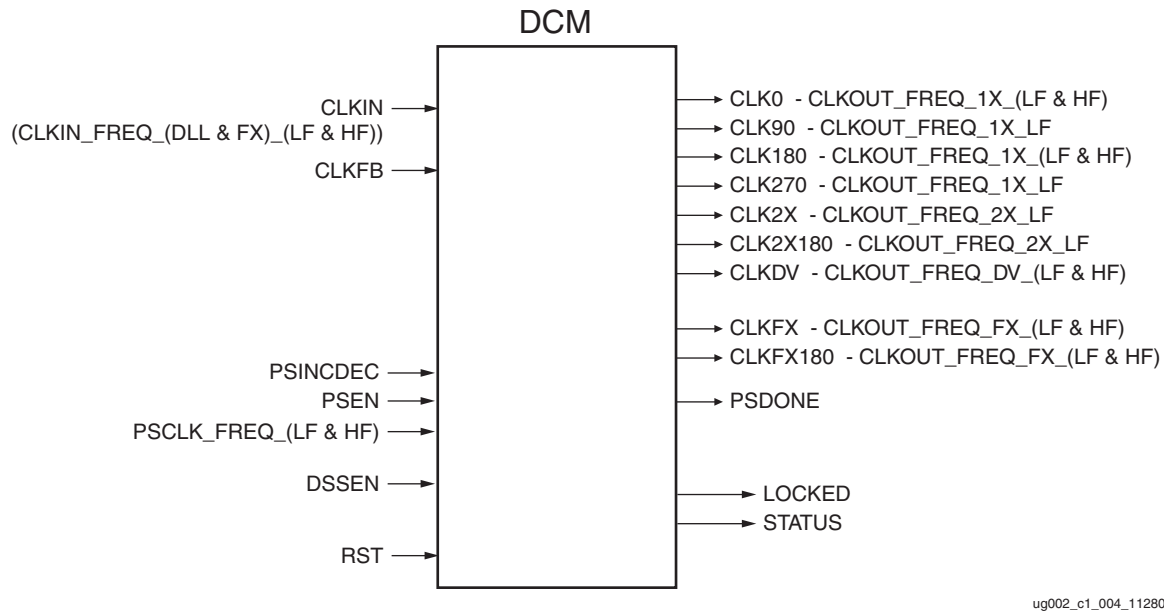 DCM
CLKIN
(CLKIN_FREQ_(DLL & FX)_(LF & HF))
CLKFB
PSINCDEC
PSEN
PSCLK_FREQ_(LF & HF)
DSSEN
RST
CLK0 - CLKOUT_FREQ_1X_(LF & HF)
CLK90 - CLKOUT_FREQ_1X_LF
CLK180 - CLKOUT_FREQ_1X_(LF & HF)
CLK270 - CLKOUT_FREQ_1X_LF
CLK2X - CLKOUT_FREQ_2X_LF
CLK2X180 - CLKOUT_FREQ_2X_LF
CLKDV - CLKOUT_FREQ_DV_(LF & HF)
CLKFX - CLKOUT_FREQ_FX_(LF & HF)
CLKFX180 - CLKOUT_FREQ_FX_(LF & HF)
PSDONE
LOCKED
STATUS
ug002_c1_004_11280